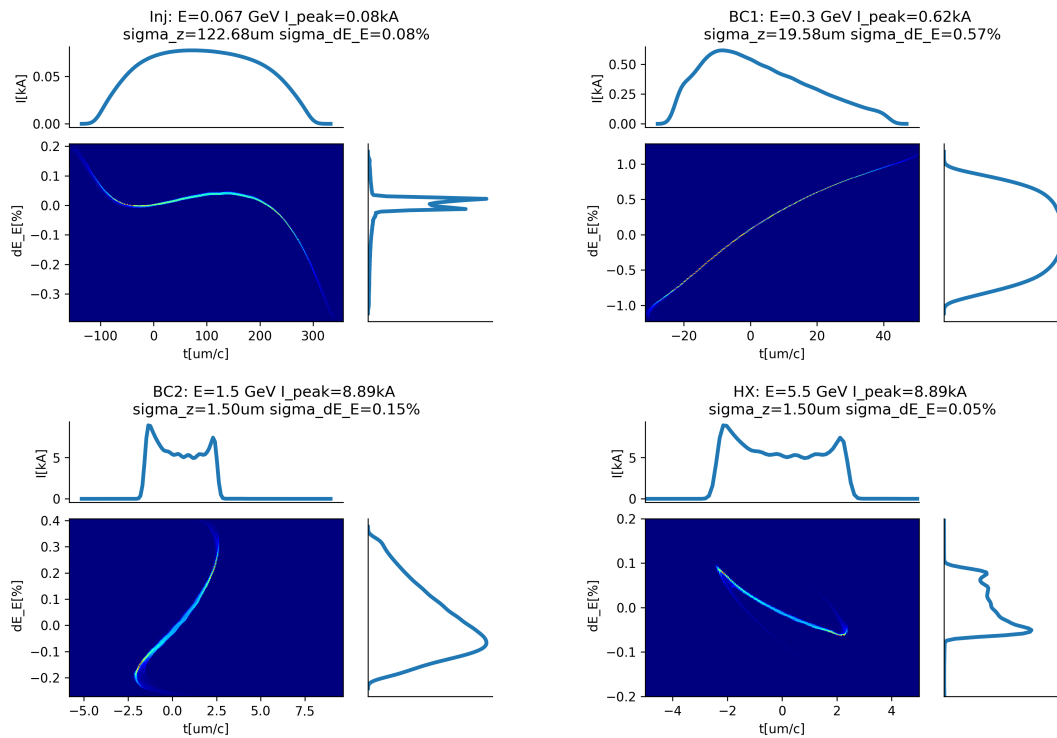 Inj: E=0.067 GeV I_peak=0.08kA
sigma_z=122.68um sigma_dE_E=0.08%
I[kA]
0.05
0.00
dE_E[%]
0.2
0.1
0.0
−0.1
−0.2
−0.3
−100
0
100
200
300
t[um/c]
BC1: E=0.3 GeV I_peak=0.62kA
sigma_z=19.58um sigma_dE_E=0.57%
I[kA]
0.50
0.00
dE_E[%]
1.0
0.5
0.0
−0.5
−1.0
−20
0
20
40
t[um/c]
BC2: E=1.5 GeV I_peak=8.89kA
sigma_z=1.50um sigma_dE_E=0.15%
I[kA]
5
0
dE_E[%]
0.4
0.3
0.2
0.1
0.0
−0.1
−0.2
−5.0
−2.5
0.0
2.5
5.0
7.5
t[um/c]
HX: E=5.5 GeV I_peak=8.89kA
sigma_z=1.50um sigma_dE_E=0.05%
I[kA]
5
0
dE_E[%]
0.2
0.1
0.0
−0.1
−0.2
−4
−2
0
2
4
t[um/c]